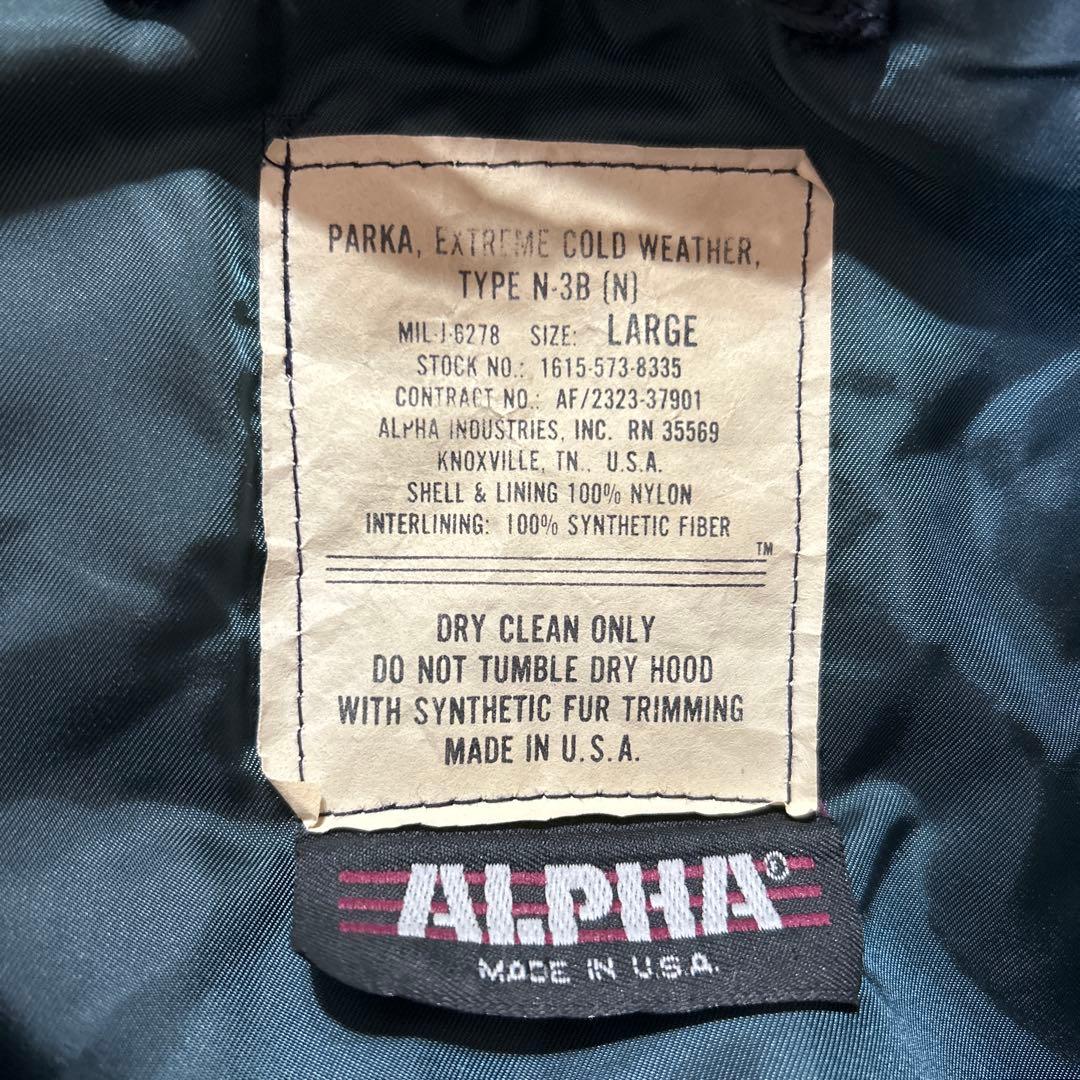 PARKA, EXTREME COLD WEATHER,
TYPE N-3B (N)
MIL-J-6278 SIZE: LARGE
STOCK NO.: 1615-573-8335
CONTRACT NO.: AF/2323-37901
ALPHA INDUSTRIES, INC. RN 35569
KNOXVILLE, TN., U.S.A.
SHELL & LINING 100% NYLON
INTERLINING: 100% SYNTHETIC FIBER
TM
DRY CLEAN ONLY
DO NOT TUMBLE DRY HOOD
WITH SYNTHETIC FUR TRIMMING
MADE IN U.S.A.
ALPHA®
MADE IN U.S.A.